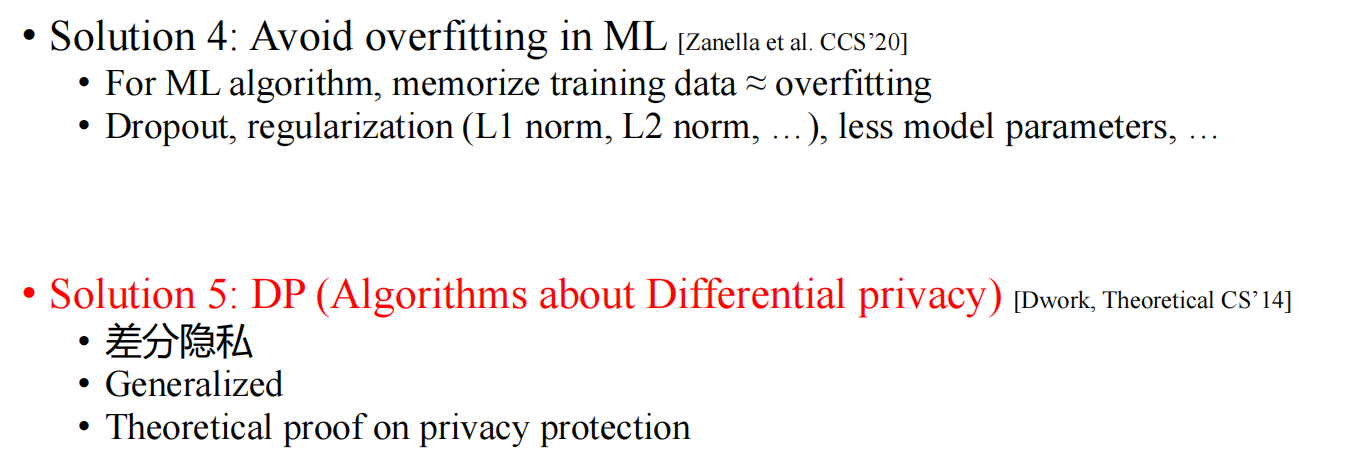 • Solution 4: Avoid overfitting in ML [Zanella et al. CCS’20]
• For ML algorithm, memorize training data ≈ overfitting
• Dropout, regularization (L1 norm, L2 norm, …), less model parameters, …
• Solution 5: DP (Algorithms about Differential privacy) [Dwork, Theoretical CS’14]
• 差分隐私
• Generalized
• Theoretical proof on privacy protection